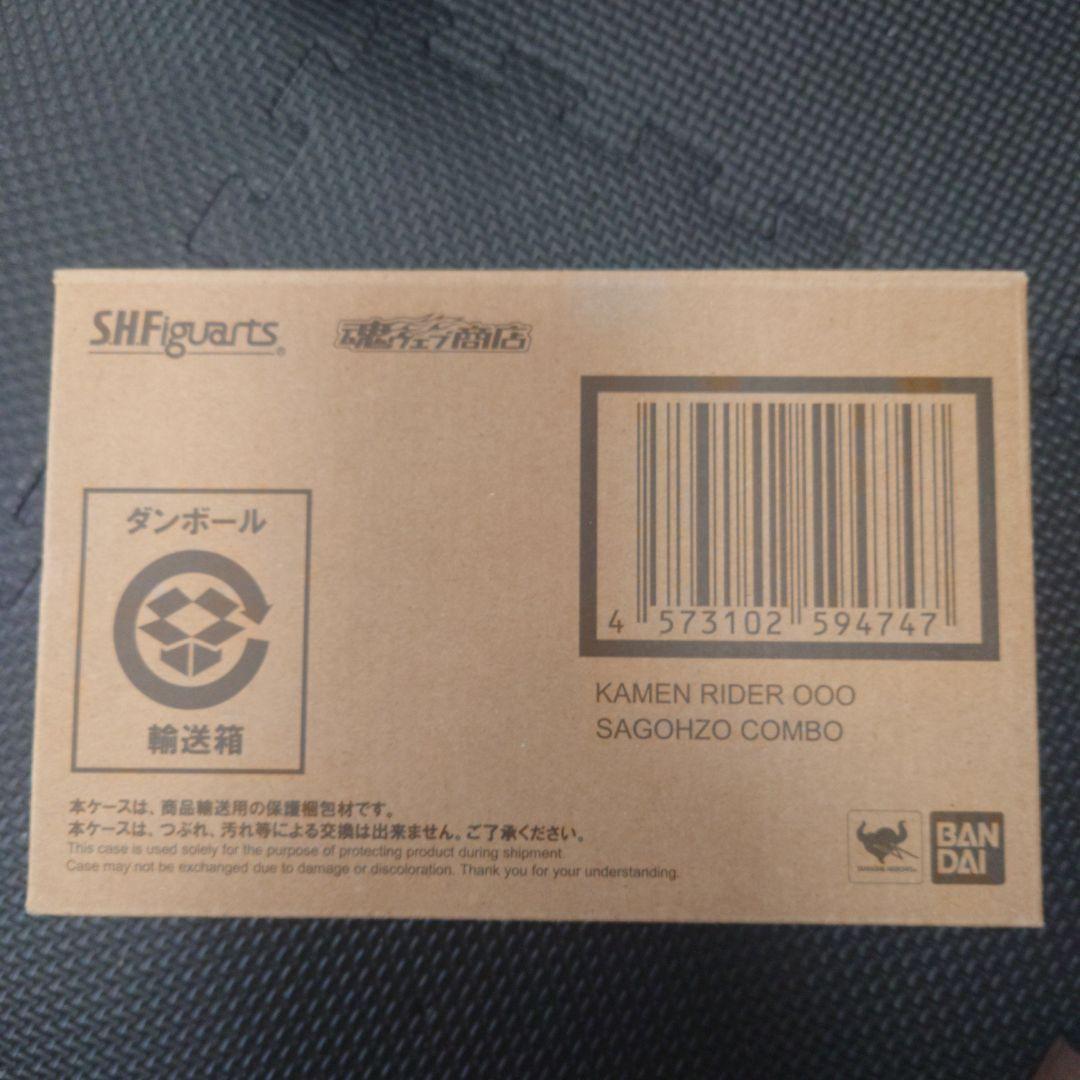 S.H.Figuarts®
魂ウェブ商店
ダンボール
輸送箱
4 573102 594747
KAMEN RIDER OOO
SAGOHZO COMBO
本ケースは、商品輸送用の保護梱包材です。
本ケースは、つぶれ、汚れ等による交換は出来ません。ご了承ください。
This case is used solely for the purpose of protecting product during shipment.
Case may not be exchanged due to damage or discoloration. Thank you for your understanding.
TAMASHII NATIONS
BAN
DAI